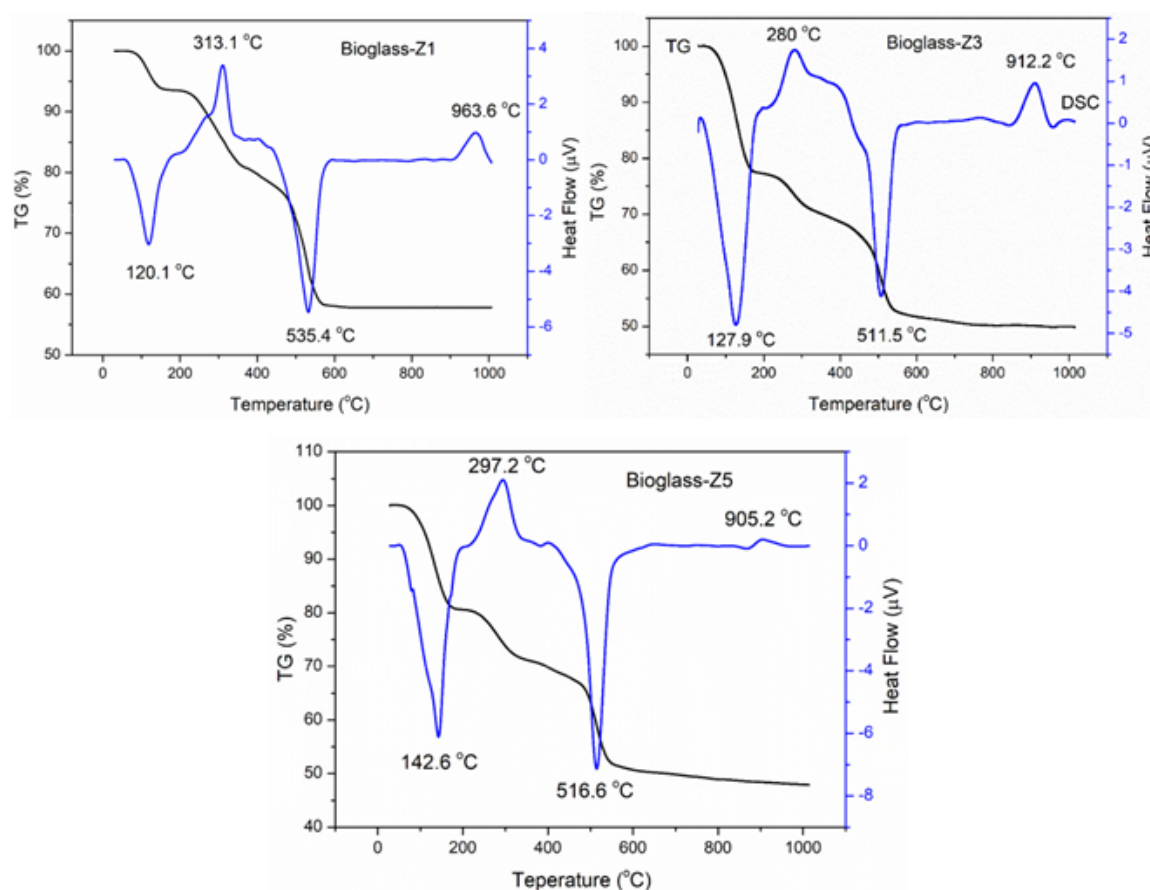 Bioglass-Z1
313.1 °C
963.6 °C
120.1 °C
535.4 °C
TG (%)
100
90
80
70
60
50
Heat Flow (μV)
4
2
0
-2
-4
-6
0 200 400 600 800 1000
Temperature (°C)
Bioglass-Z3
TG
280 °C
912.2 °C
DSC
127.9 °C
511.5 °C
TG (%)
100
90
80
70
60
50
Heat Flow (μV)
2
1
0
-1
-2
-3
-4
-5
0 200 400 600 800 1000
Temperature (°C)
Bioglass-Z5
297.2 °C
905.2 °C
142.6 °C
516.6 °C
TG (%)
110
100
90
80
70
60
50
40
Heat Flow (μV)
2
0
-2
-4
-6
-8
0 200 400 600 800 1000
Teperature (°C)